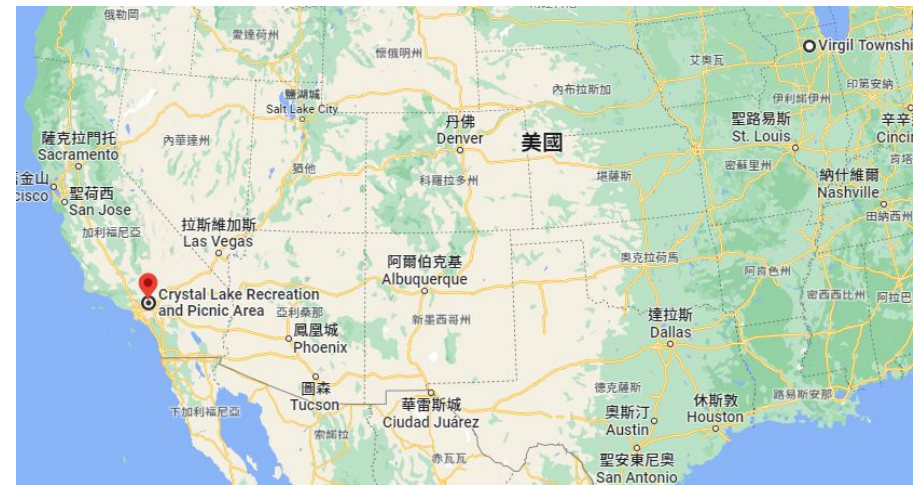 俄勒岡
愛達荷州
懷俄明州
Virgil Townshi
艾奧瓦
內布拉斯加
伊利諾伊州
印第安納
鹽湖城
Salt Lake City
丹佛
Denver
美國
聖路易斯
St. Louis
辛辛
Cincin
薩克拉門托
Sacramento
內華達州
猶他
科羅拉多州
堪薩斯
密蘇里州
肯塔
舊金山
cisco
聖荷西
San Jose
納什維爾
Nashville
田納西州
加利福尼亞
拉斯維加斯
Las Vegas
阿爾伯克基
Albuquerque
奧克拉荷馬
阿肯色州
Crystal Lake Recreation
and Picnic Area
亞利桑那
新墨西哥州
密西西比州
阿拉巴
鳳凰城
Phoenix
達拉斯
Dallas
圖森
Tucson
德克薩斯
路易斯安那
下加利福尼亞
索諾拉
華雷斯城
Ciudad Juárez
奧斯汀
Austin
休斯敦
Houston
赤瓦瓦
聖安東尼奧
San Antonio